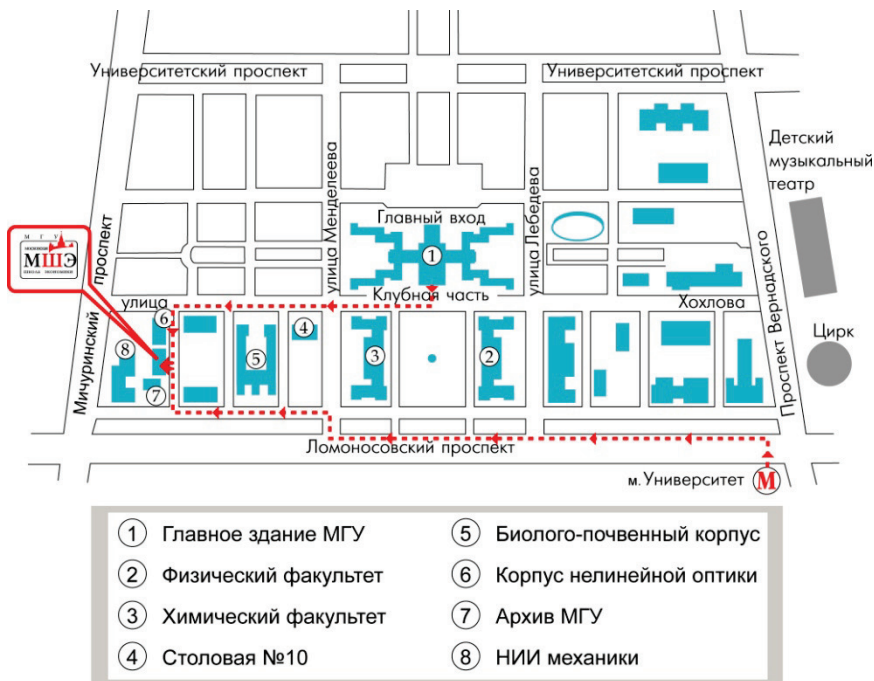 Университетский проспект
Университетский проспект
Детский
музыкальный
театр
улица Менделеева
улица Лебедева
Главный вход
1
М Г У
МШЭ
Мичуринский проспект
Клубная часть
улица
Хохлова
Проспект Вернадского
Цирк
6
4
8
5
3
2
7
Ломоносовский проспект
м. Университет
М
1 Главное здание МГУ
2 Физический факультет
3 Химический факультет
4 Столовая №10
5 Биолого-почвенный корпус
6 Корпус нелинейной оптики
7 Архив МГУ
8 НИИ механики